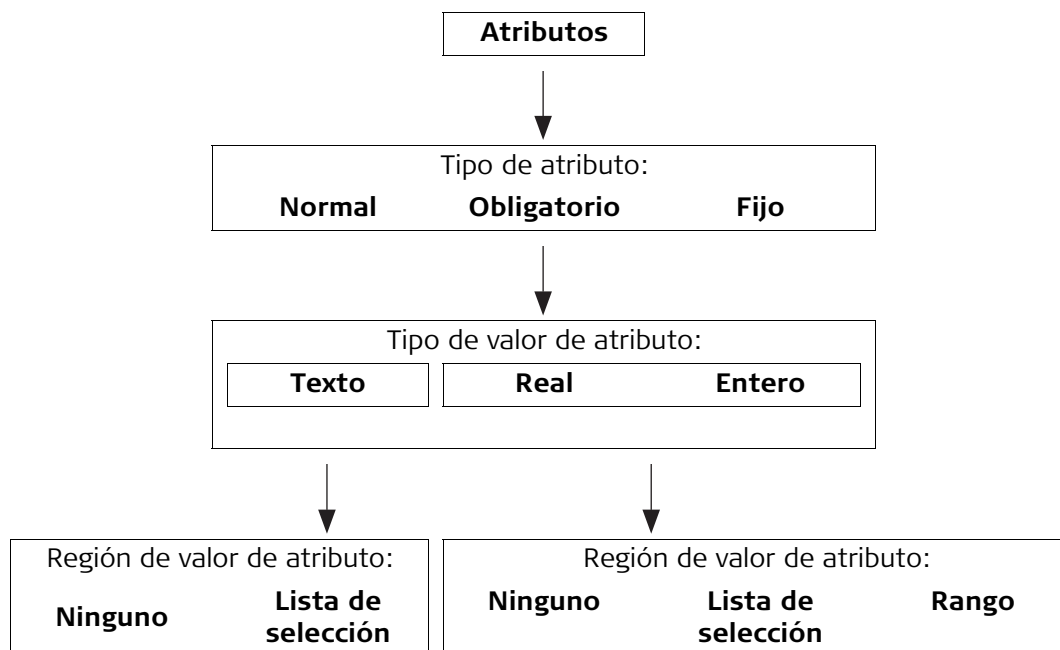 Atributos
Tipo de atributo:
Normal Obligatorio Fijo
Tipo de valor de atributo:
Texto Real Entero
Región de valor de atributo:
Ninguno Lista de selección
Región de valor de atributo:
Ninguno Lista de selección Rango